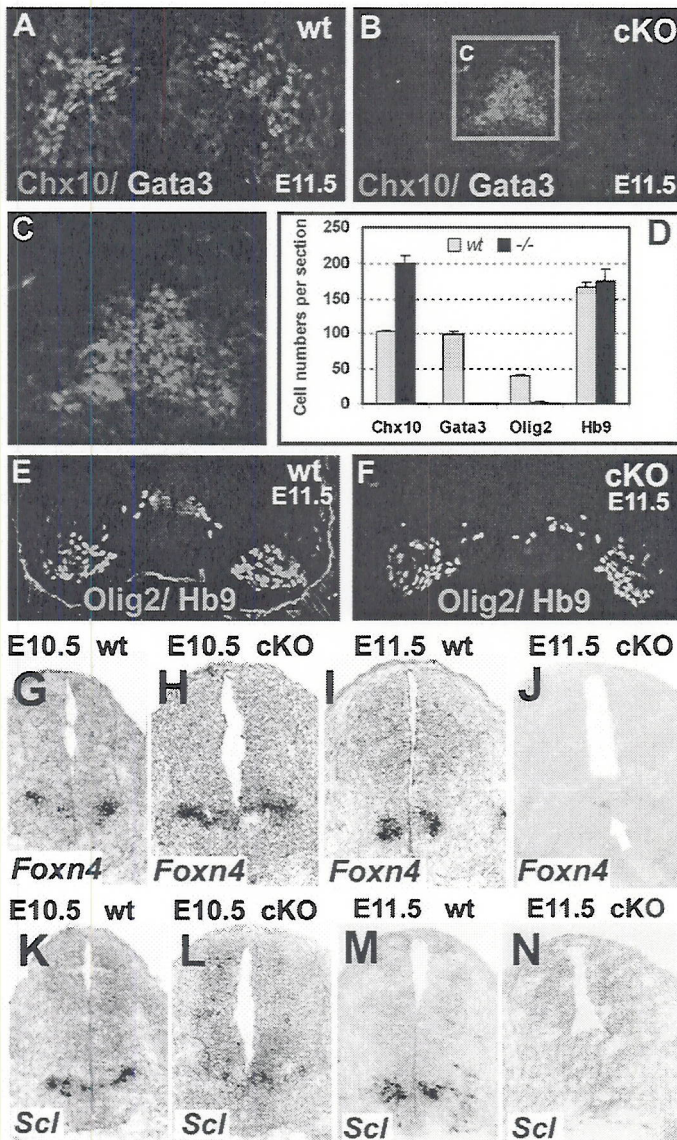 A wt
B cKO
C
Chx10/ Gata3 E11.5
Chx10/ Gata3 E11.5
C
D
Cell numbers per section
250
200
150
100
50
0
wt -/-
Chx10 Gata3 Olig2 Hb9
E wt
E11.5
Olig2/ Hb9
F cKO
E11.5
Olig2/ Hb9
E10.5 wt E10.5 cKO E11.5 wt E11.5 cKO
G H I J
Foxn4 Foxn4 Foxn4 Foxn4
E10.5 wt E10.5 cKO E11.5 wt E11.5 cKO
K L M N
Scl Scl Scl Scl